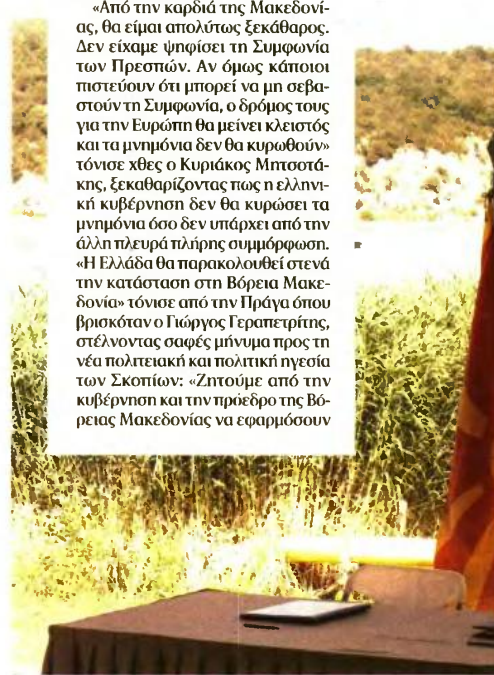 «Από την καρδιά της Μακεδονί-
ας, θα είμαι απολύτως ξεκάθαρος.
Δεν είχαμε ψηφίσει τη Συμφωνία
των Πρεσπών. Αν όμως κάποιοι
πιστεύουν ότι μπορεί να μη σεβα-
στούν τη Συμφωνία, ο δρόμος τους
για την Ευρώπη θα μείνει κλειστός
και τα μνημόνια δεν θα κυρωθούν»
τόνισε χθες ο Κυριάκος Μητσοτά-
κης, ξεκαθαρίζοντας πως η ελληνι-
κή κυβέρνηση δεν θα κυρώσει τα
μνημόνια όσο δεν υπάρχει από την
άλλη πλευρά πλήρης συμμόρφωση.
«Η Ελλάδα θα παρακολουθεί στενά
την κατάσταση στη Βόρεια Μακε-
δονία» τόνισε από την Πράγα όπου
βρισκόταν ο Γιώργος Γεραπετρίτης,
στέλνοντας σαφές μήνυμα προς τη
νέα πολιτειακή και πολιτική ηγεσία
των Σκοπίων: «Ζητούμε από την
κυβέρνηση και την πρόεδρο της Βό-
ρειας Μακεδονίας να εφαρμόσουν